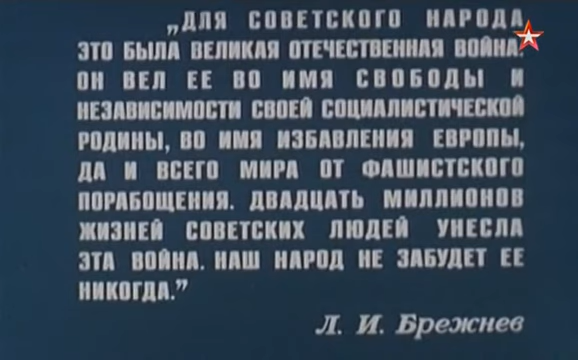 „ДЛЯ СОВЕТСКОГО НАРОДА
ЭТО БЫЛА ВЕЛИКАЯ ОТЕЧЕСТВЕННАЯ ВОЙНА.
ОН ВЕЛ ЕЕ ВО ИМЯ СВОБОДЫ И
НЕЗАВИСИМОСТИ СВОЕЙ СОЦИАЛИСТИЧЕСКОЙ
РОДИНЫ, ВО ИМЯ ИЗБАВЛЕНИЯ ЕВРОПЫ,
ДА И ВСЕГО МИРА ОТ ФАШИСТСКОГО
ПОРАБОЩЕНИЯ. ДВАДЦАТЬ МИЛЛИОНОВ
ЖИЗНЕЙ СОВЕТСКИХ ЛЮДЕЙ УНЕСЛА
ЭТА ВОЙНА. НАШ НАРОД НЕ ЗАБУДЕТ ЕЕ
НИКОГДА.”
Л. И. Брежнев